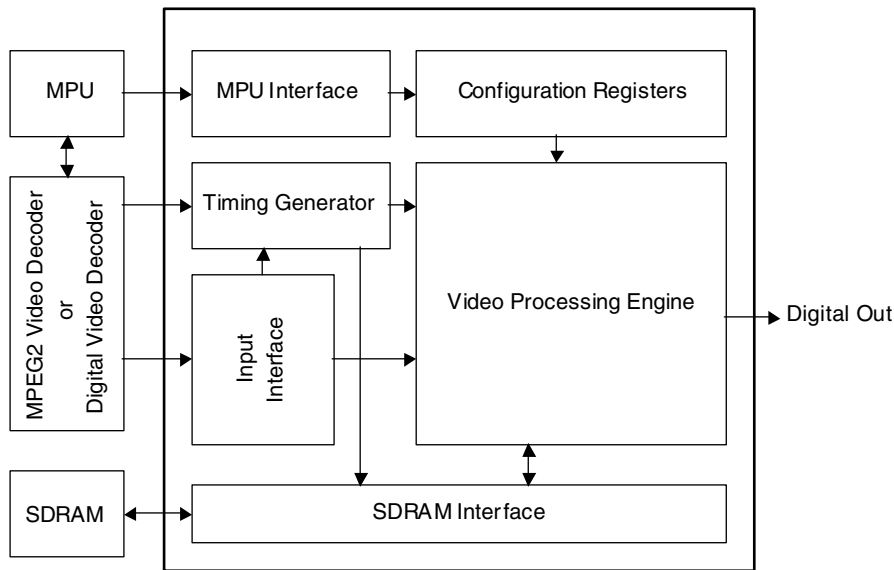 MPU
MPU Interface
Configuration Registers
MPEG2 Video Decoder
or
Digital Video Decoder
Timing Generator
Input
Interface
Video Processing Engine
Digital Out
SDRAM
SDRAM Interface